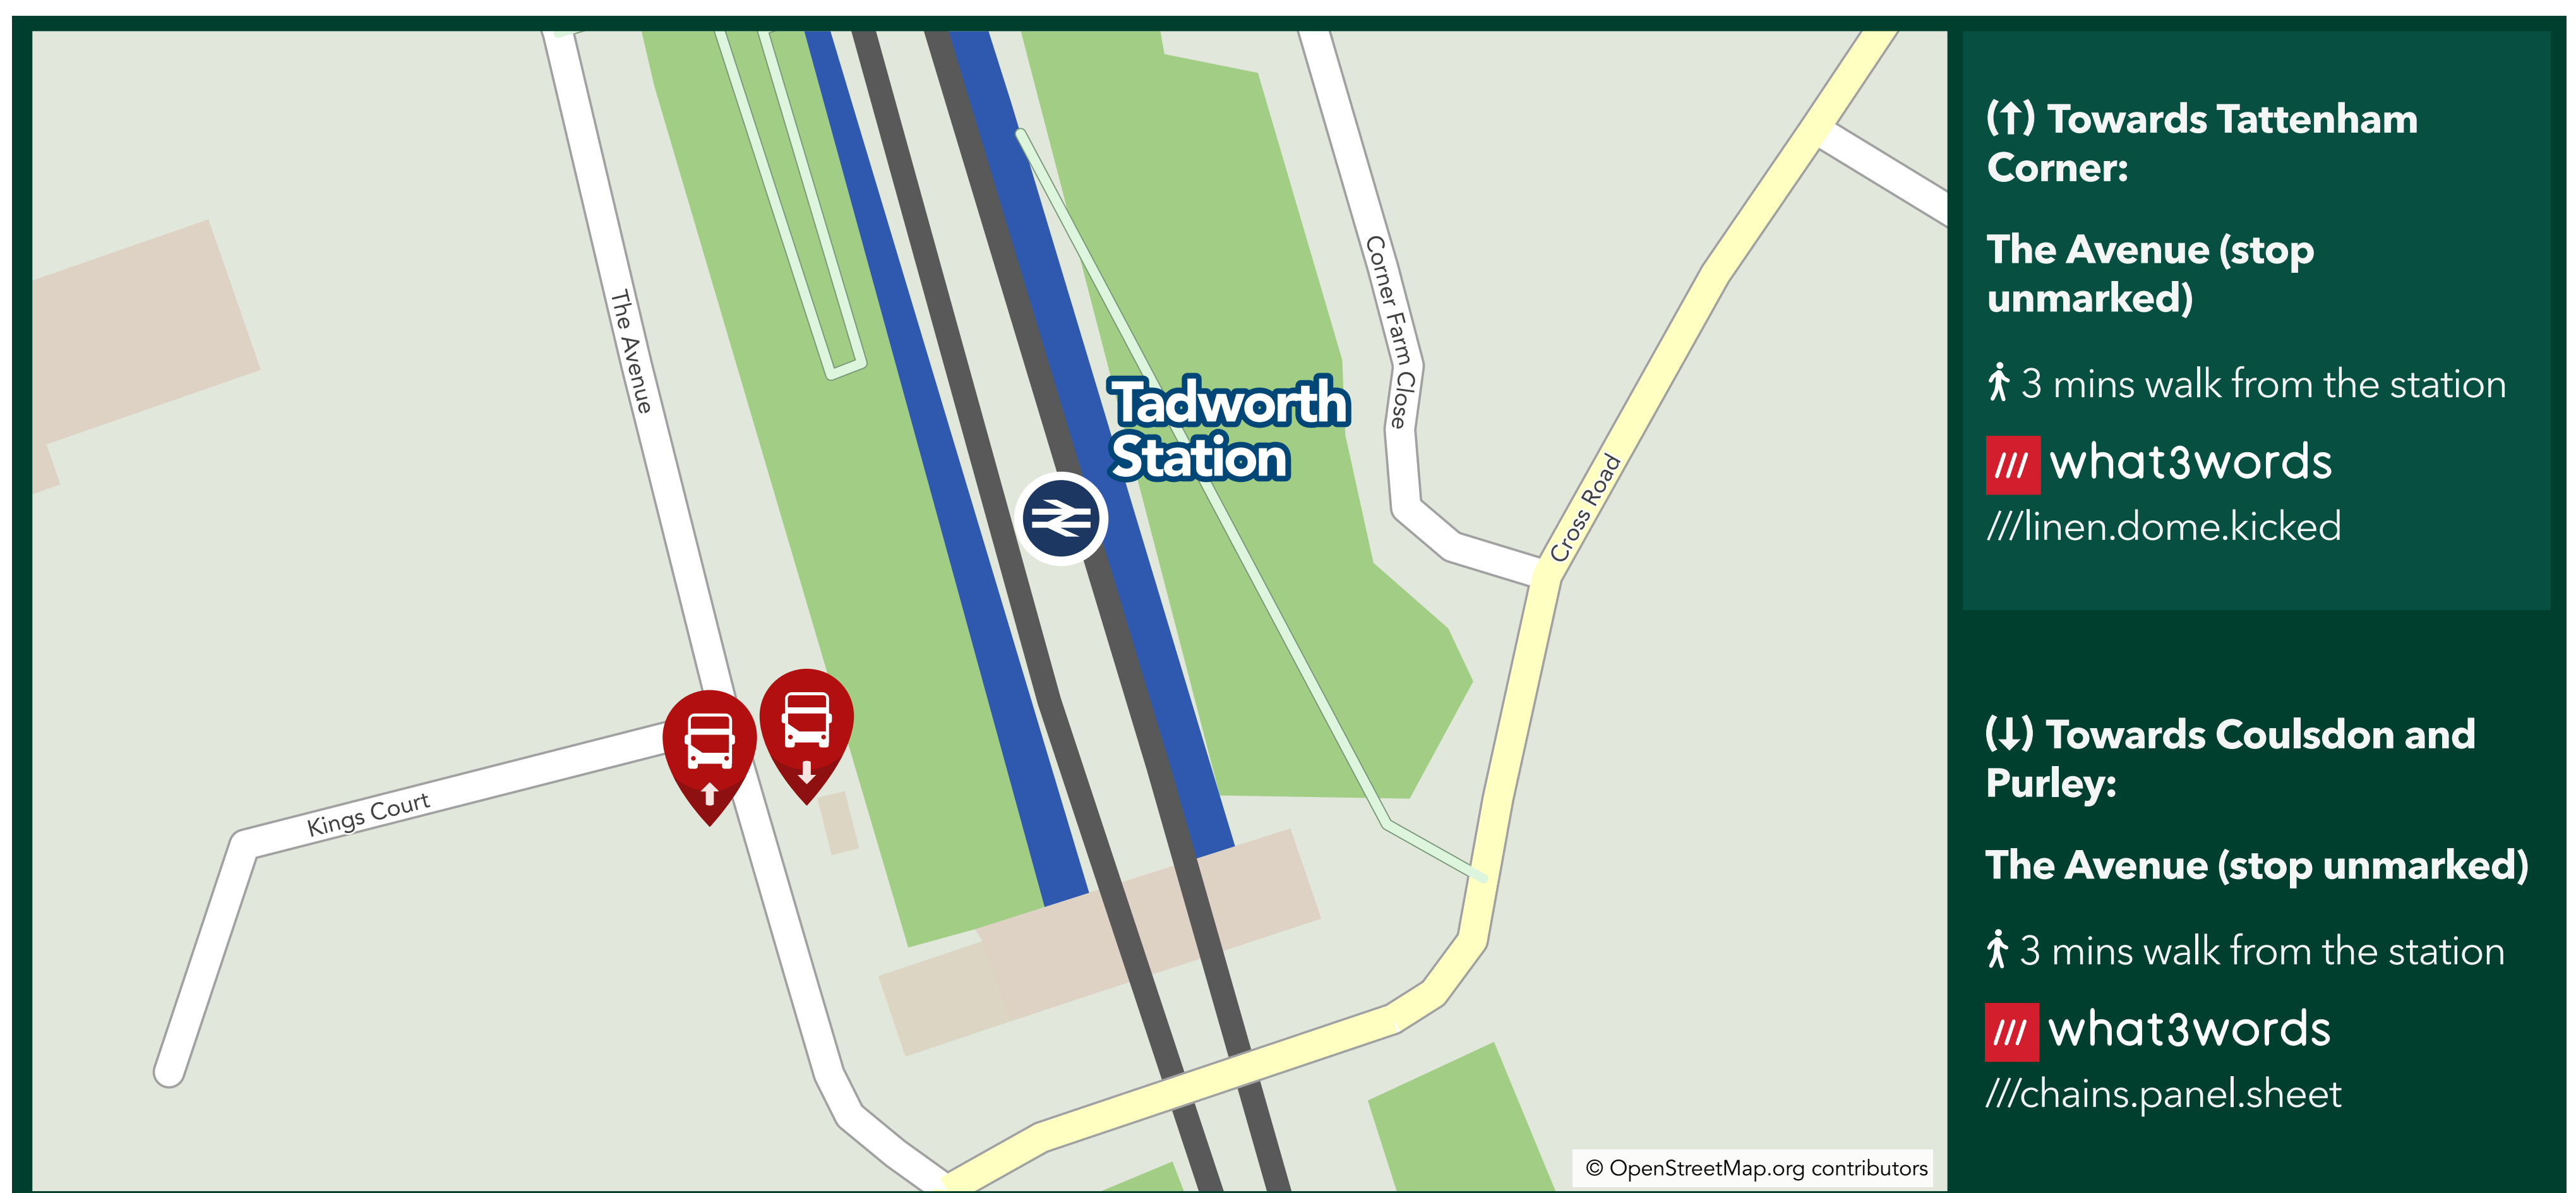 The Avenue
Corner Farm Close
Tadworth
Station
Cross Road
Kings Court
© OpenStreetMap.org contributors
(↑) Towards Tattenham
Corner:
The Avenue (stop
unmarked)
3 mins walk from the station
what3words
///linen.dome.kicked
(↓) Towards Coulsdon and
Purley:
The Avenue (stop unmarked)
3 mins walk from the station
what3words
///chains.panel.sheet